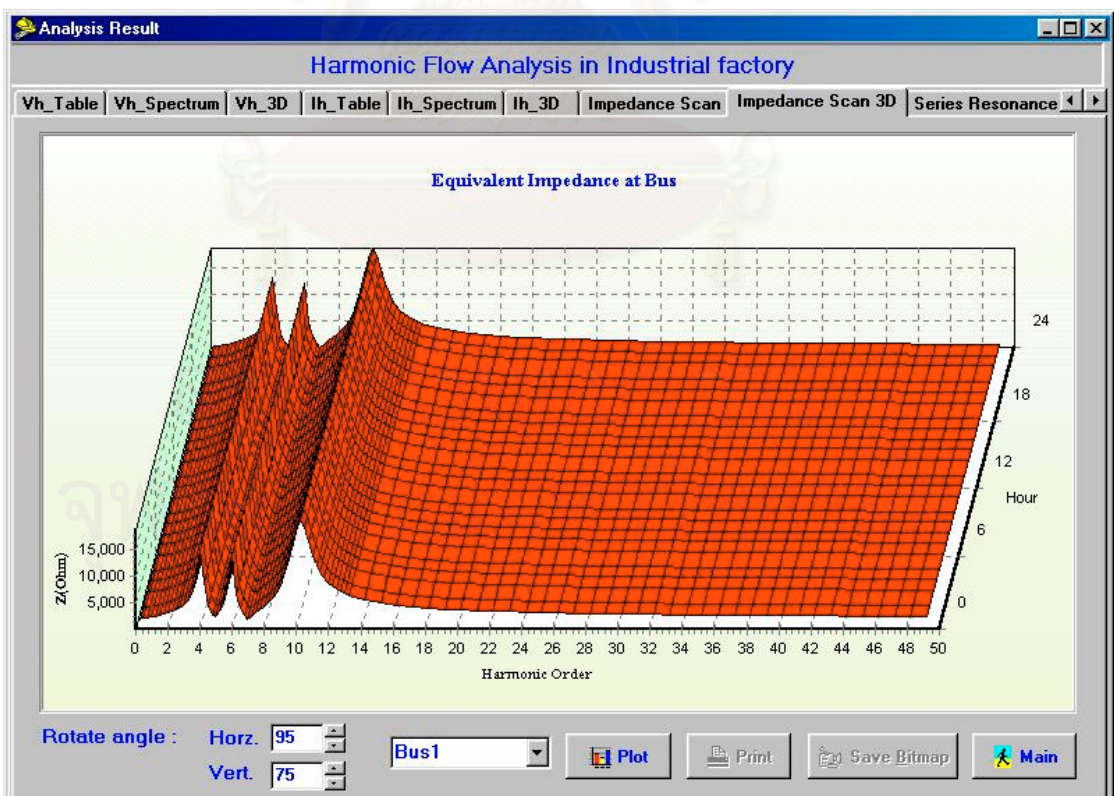 Analysis Result
Harmonic Flow Analysis in Industrial factory
Vh_Table Vh_Spectrum Vh_3D Ih_Table Ih_Spectrum Ih_3D Impedance Scan Impedance Scan 3D Series Resonance
Equivalent Impedance at Bus
24
18
12
Hour
6
0
15,000
10,000
5,000
Z(Ohm)
0 2 4 6 8 10 12 14 16 18 20 22 24 26 28 30 32 34 36 38 40 42 44 46 48 50
Harmonic Order
Rotate angle : Horz. 95
Vert. 75
Bus1 Plot Print Save Bitmap Main